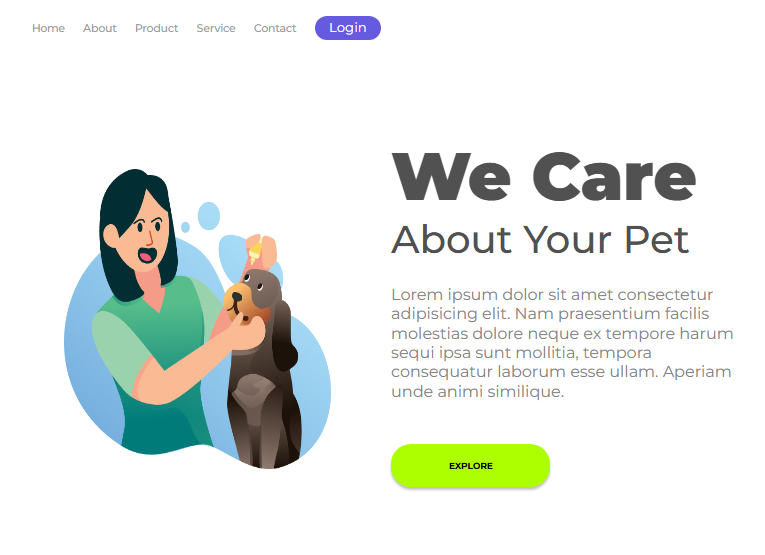 Home About Product Service Contact Login
We Care
About Your Pet
Lorem ipsum dolor sit amet consectetur
adipisicing elit. Nam praesentium facilis
molestias dolore neque ex tempore harum
sequi ipsa sunt mollitia, tempora
consequatur laborum esse ullam. Aperiam
unde animi similique.
EXPLORE